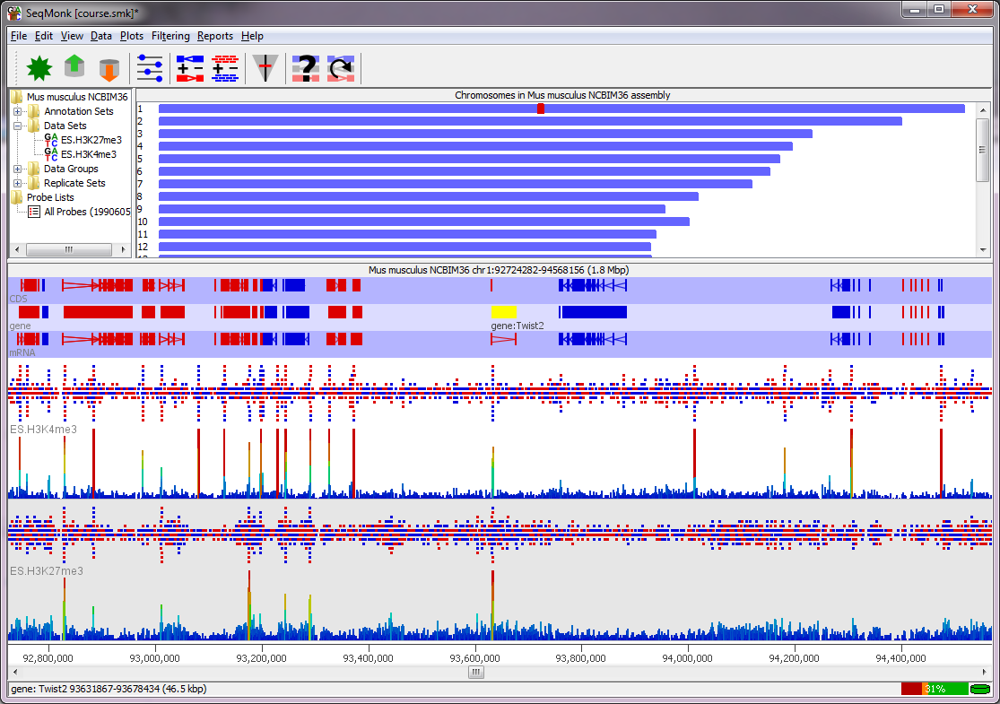 SeqMonk [course.smk]*
File Edit View Data Plots Filtering Reports Help
Mus musculus NCBIM36
Annotation Sets
Data Sets
ES.H3K27me3
ES.H3K4me3
Data Groups
Replicate Sets
Probe Lists
All Probes (1990605
Chromosomes in Mus musculus NCBIM36 assembly
1
2
3
4
5
6
7
8
9
10
11
12
Mus musculus NCBIM36 chr1:92724282-94568156 (1.8 Mbp)
CDS
gene
gene:Twist2
mRNA
ES.H3K4me3
ES.H3K27me3
92,800,000 93,000,000 93,200,000 93,400,000 93,600,000 93,800,000 94,000,000 94,200,000 94,400,000
gene: Twist2 93631867-93678434 (46.5 kbp)
31%